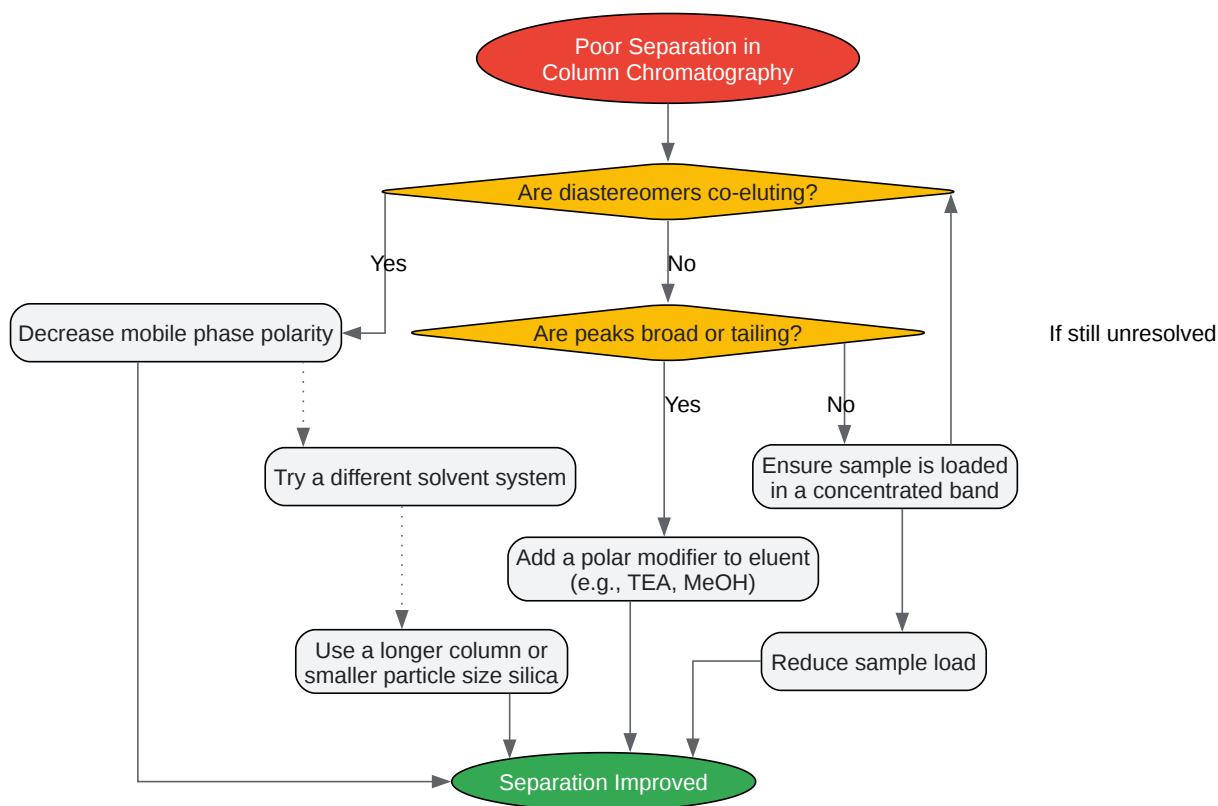 Poor Separation in
Column Chromatography
Are diastereomers co-eluting?
Yes
No
Decrease mobile phase polarity
Are peaks broad or tailing?
If still unresolved
Yes
No
Try a different solvent system
Ensure sample is loaded
in a concentrated band
Add a polar modifier to eluent
(e.g., TEA, MeOH)
Use a longer column or
smaller particle size silica
Reduce sample load
Separation Improved